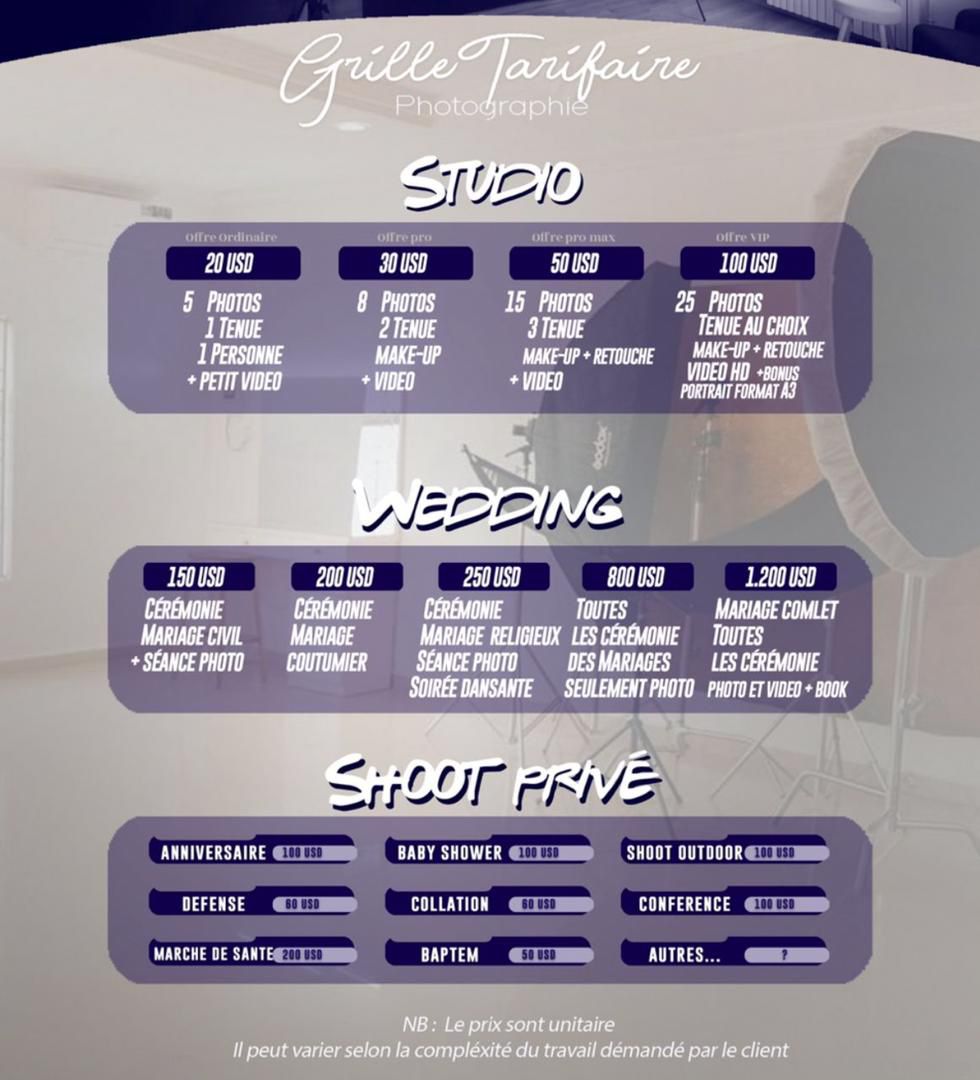 Grille Tarifaire
Photographie
STUDIO
Offre Ordinaire
20 USD
5 PHOTOS
1 TENUE
1 PERSONNE
+ PETIT VIDEO
Offre pro
30 USD
8 PHOTOS
2 TENUE
MAKE-UP
+ VIDEO
Offre pro max
50 USD
15 PHOTOS
3 TENUE
MAKE-UP + RETOUCHE
+ VIDEO
Offre VIP
100 USD
25 PHOTOS
TENUE AU CHOIX
MAKE-UP + RETOUCHE
VIDEO HD +BONUS
PORTRAIT FORMAT A3
godox
WEDDING
150 USD
CÉRÉMONIE
MARIAGE CIVIL
+ SÉANCE PHOTO
200 USD
CÉRÉMONIE
MARIAGE
COUTUMIER
250 USD
CÉRÉMONIE
MARIAGE RELIGIEUX
SÉANCE PHOTO
SOIRÉE DANSANTE
800 USD
TOUTES
LES CÉRÉMONIE
DES MARIAGES
SEULEMENT PHOTO
1.200 USD
MARIAGE COMLET
TOUTES
LES CÉRÉMONIE
PHOTO ET VIDEO + BOOK
SHOOT PRIVÉ
ANNIVERSAIRE 100 USD
BABY SHOWER 100 USD
SHOOT OUTDOOR 100 USD
DEFENSE 60 USD
COLLATION 60 USD
CONFERENCE 100 USD
MARCHE DE SANTE 200 USD
BAPTEM 50 USD
AUTRES... ?
NB : Le prix sont unitaire
Il peut varier selon la compléxité du travail démandé par le client